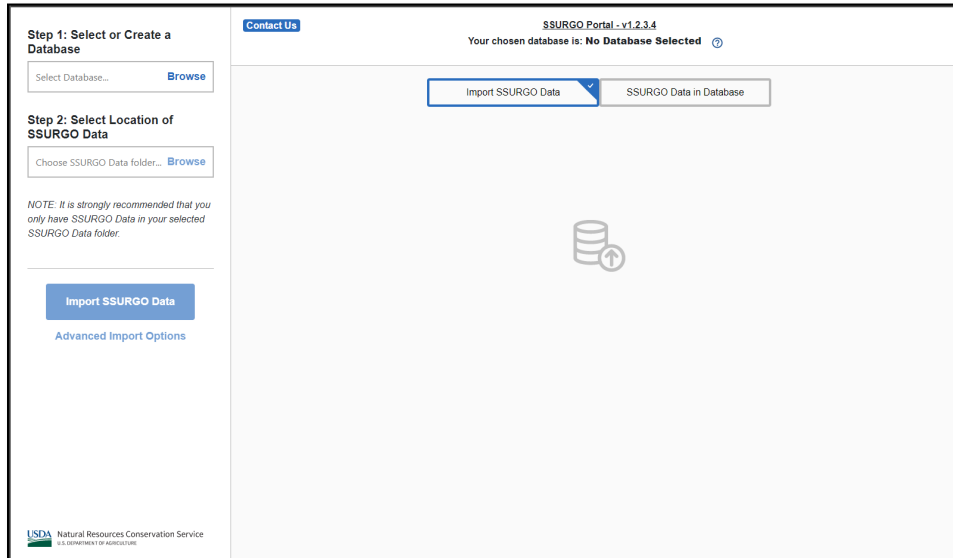 Step 1: Select or Create a
Database
Select Database... Browse
Step 2: Select Location of
SSURGO Data
Choose SSURGO Data folder... Browse
NOTE: It is strongly recommended that you
only have SSURGO Data in your selected
SSURGO Data folder.
Import SSURGO Data
Advanced Import Options
USDA Natural Resources Conservation Service
U.S. DEPARTMENT OF AGRICULTURE
Contact Us
SSURGO Portal - v1.2.3.4
Your chosen database is: No Database Selected ?
Import SSURGO Data
SSURGO Data in Database